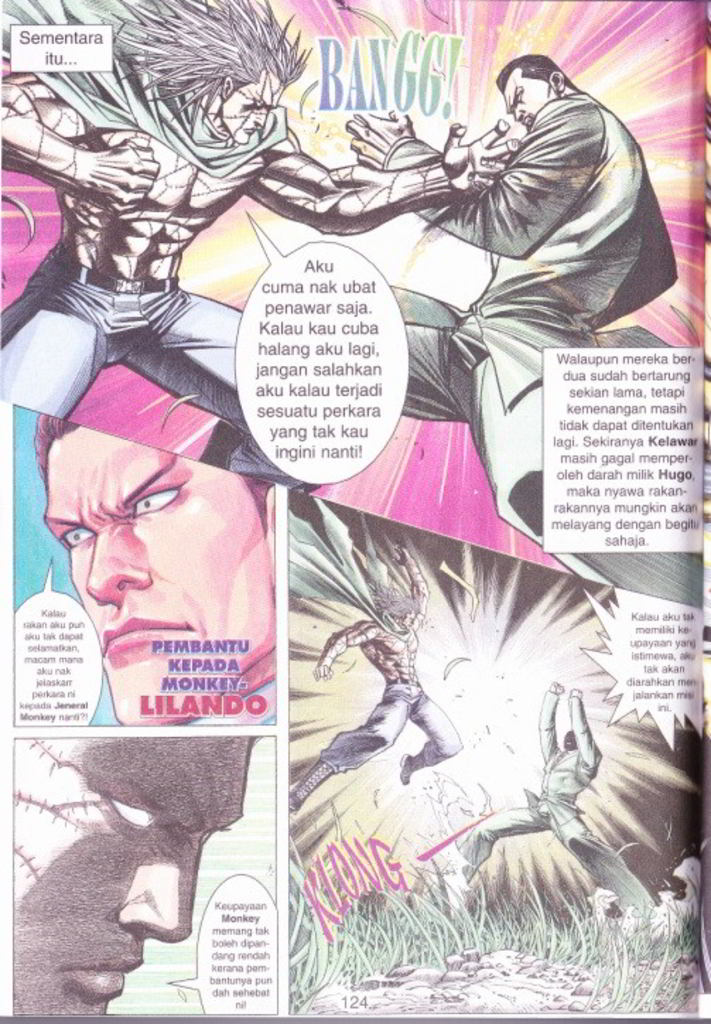 Sementara
itu...
BANGG!
Aku
cuma nak ubat
penawar saja.
Kalau kau cuba
halang aku lagi,
jangan salahkan
aku kalau terjadi
sesuatu perkara
yang tak kau
ingini nanti!
Walaupun mereka ber-
dua sudah bertarung
sekian lama, tetapi
kemenangan masih
tidak dapat ditentukan
lagi. Sekiranya Kelawar
masih gagal memper-
oleh darah milik Hugo,
maka nyawa rakan-
rakannya mungkin akan
melayang dengan begitu
sahaja.
Kalau
rakan aku pun
aku tak dapat
selamatkan,
macam mana
aku nak
jelaskan
perkara ni
kepada Jeneral
Monkey nanti?!
PEMBANTU
KEPADA
MONKEY-
LILANDO
Kalau aku tak
memiliki ke-
upayaan yang
istimewa, aku
tak akan
diarahkan men-
jalankan misi
ini.
KLONG
Keupayaan
Monkey
memang tak
boleh dipan-
dang rendah
kerana pem-
bantunya pun
dah sehebat
ni!
124